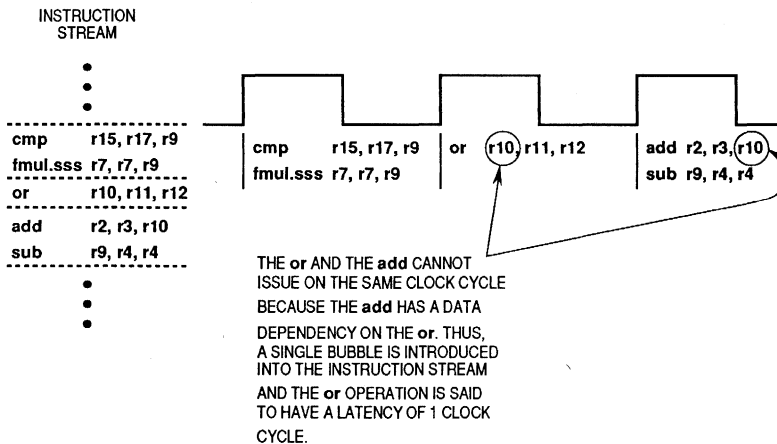 INSTRUCTION
STREAM
cmp r15, r17, r9
fmul.sss r7, r7, r9
or r10, r11, r12
add r2, r3, r10
sub r9, r4, r4
cmp r15, r17, r9
fmul.sss r7, r7, r9
or r10, r11, r12
add r2, r3, r10
sub r9, r4, r4
THE or AND THE add CANNOT
ISSUE ON THE SAME CLOCK CYCLE
BECAUSE THE add HAS A DATA
DEPENDENCY ON THE or. THUS,
A SINGLE BUBBLE IS INTRODUCED
INTO THE INSTRUCTION STREAM
AND THE or OPERATION IS SAID
TO HAVE A LATENCY OF 1 CLOCK
CYCLE.